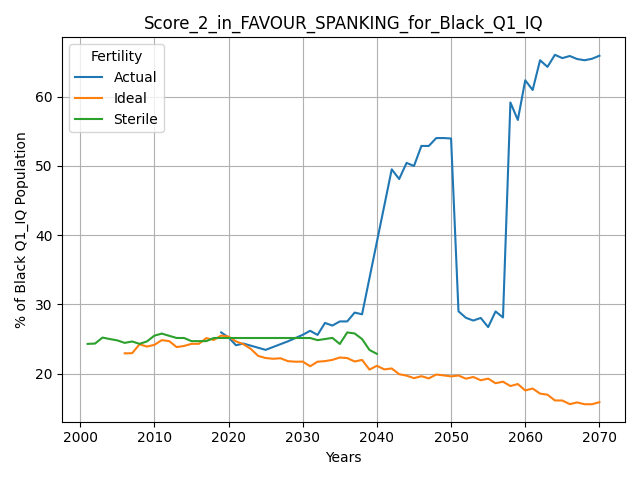 Score_2_in_FAVOUR_SPANKING_for_Black_Q1_IQ
Fertility
Actual
Ideal
Sterile
% of Black Q1_IQ Population
60
50
40
30
20
2000 2010 2020 2030 2040 2050 2060 2070
Years